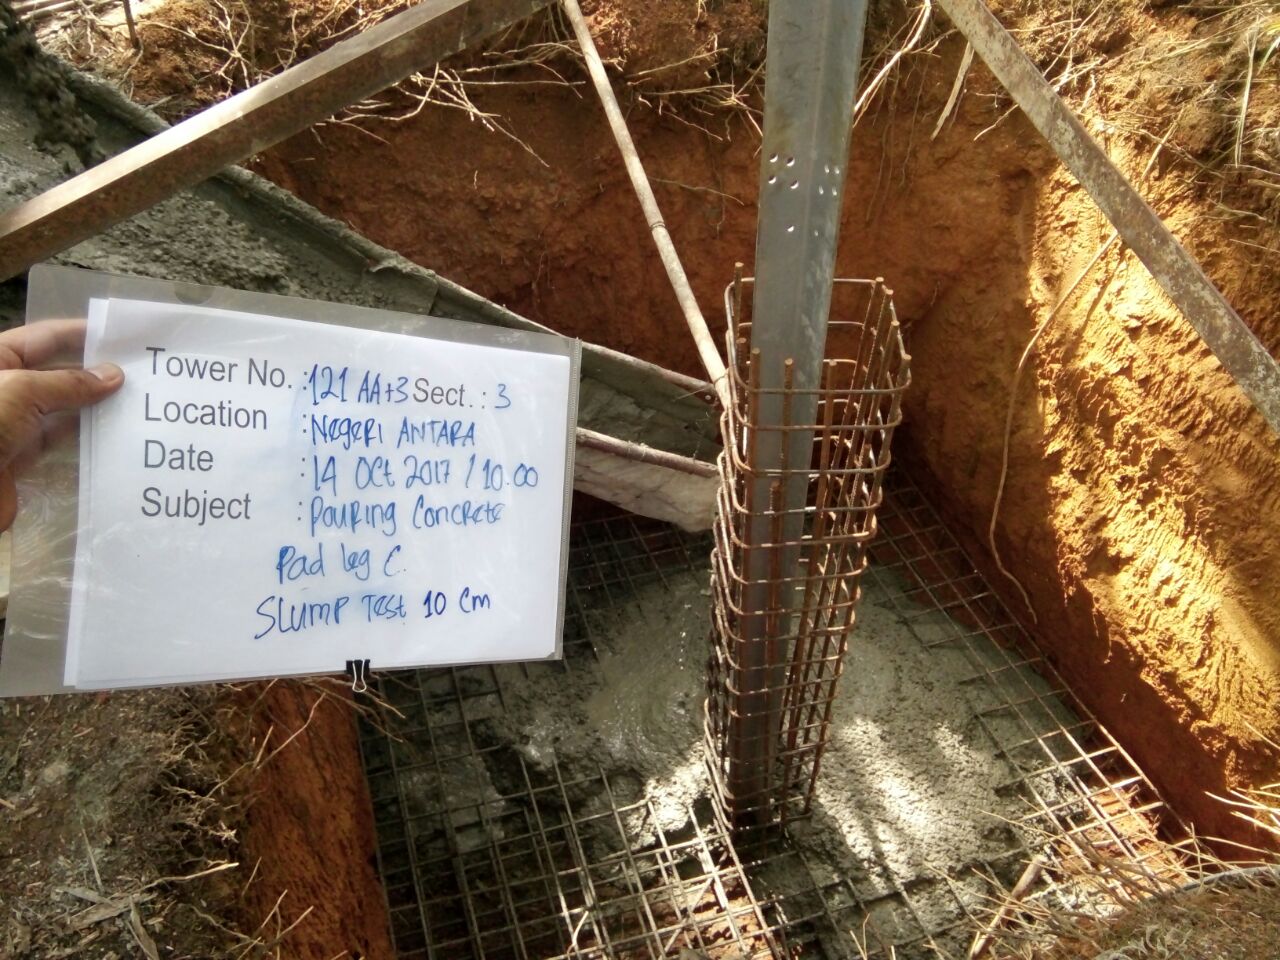 Tower No. : 121 AA+3 Sect. : 3
Location : Negeri ANTARA
Date : 14 Oct 2017 / 10.00
Subject : Pouring Concrete
Pad leg C.
Slump Test 10 cm